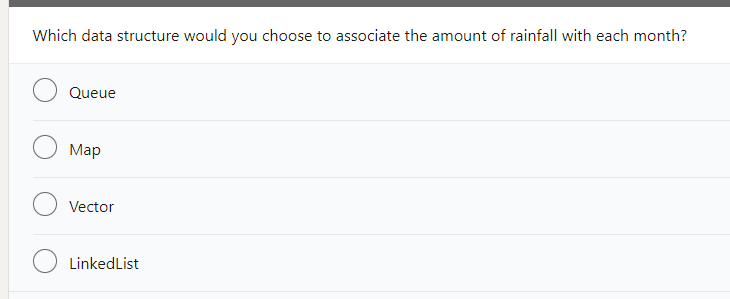 Which data structure would you choose to associate the amount of rainfall with each month?
Queue
Map
Vector
LinkedList